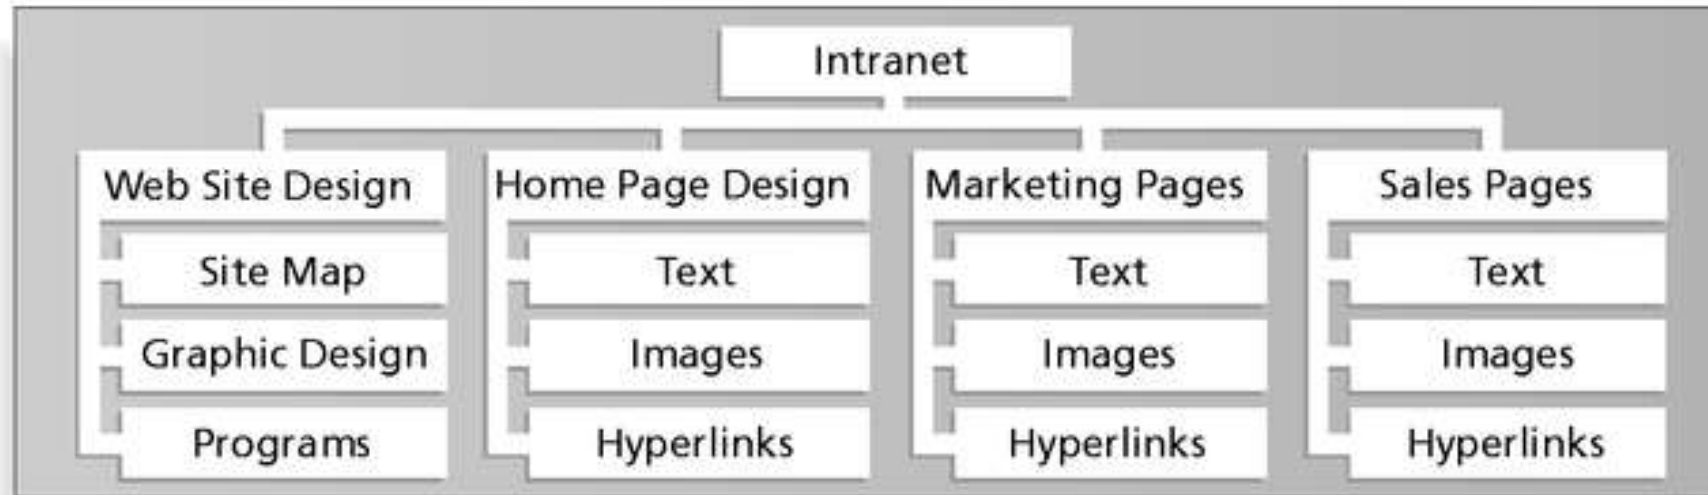 Intranet
Web Site Design
Site Map
Graphic Design
Programs
Home Page Design
Text
Images
Hyperlinks
Marketing Pages
Text
Images
Hyperlinks
Sales Pages
Text
Images
Hyperlinks